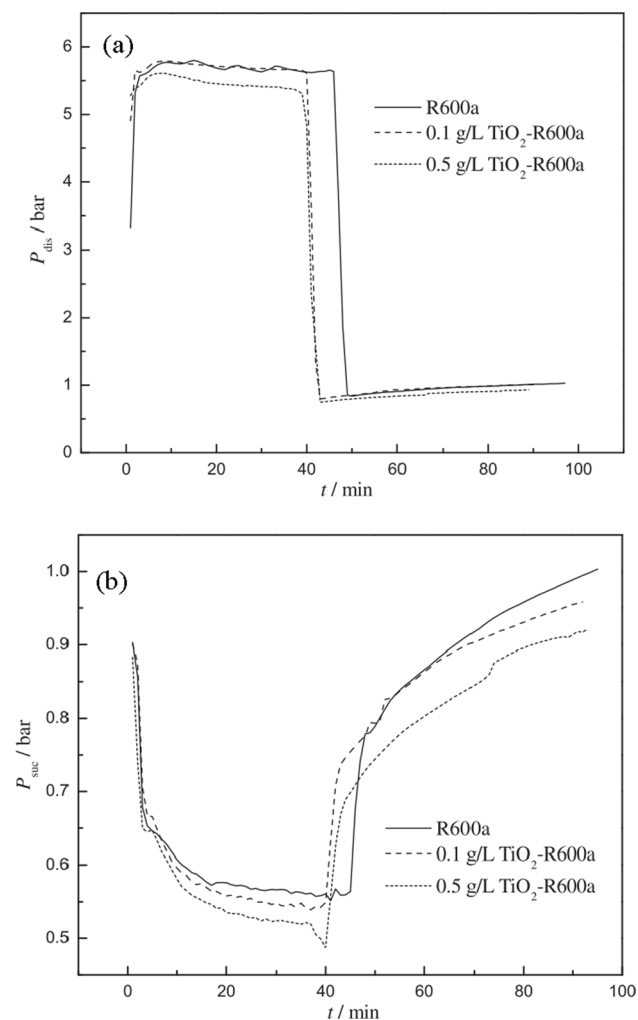 (a)
6
5
4
3
2
1
0
P_dis / bar
R600a
0.1 g/L TiO₂-R600a
0.5 g/L TiO₂-R600a
0 20 40 60 80 100
t / min
(b)
1.0
0.9
0.8
0.7
0.6
0.5
P_suc / bar
R600a
0.1 g/L TiO₂-R600a
0.5 g/L TiO₂-R600a
0 20 40 60 80 100
t / min